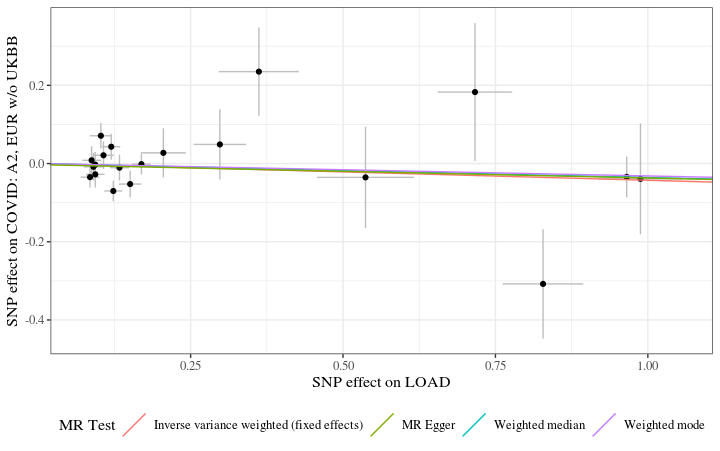 SNP effect on COVID: A2, EUR w/o UKBB
0.2
0.0
-0.2
-0.4
0.25
0.50
0.75
1.00
SNP effect on LOAD
MR Test
Inverse variance weighted (fixed effects)
MR Egger
Weighted median
Weighted mode